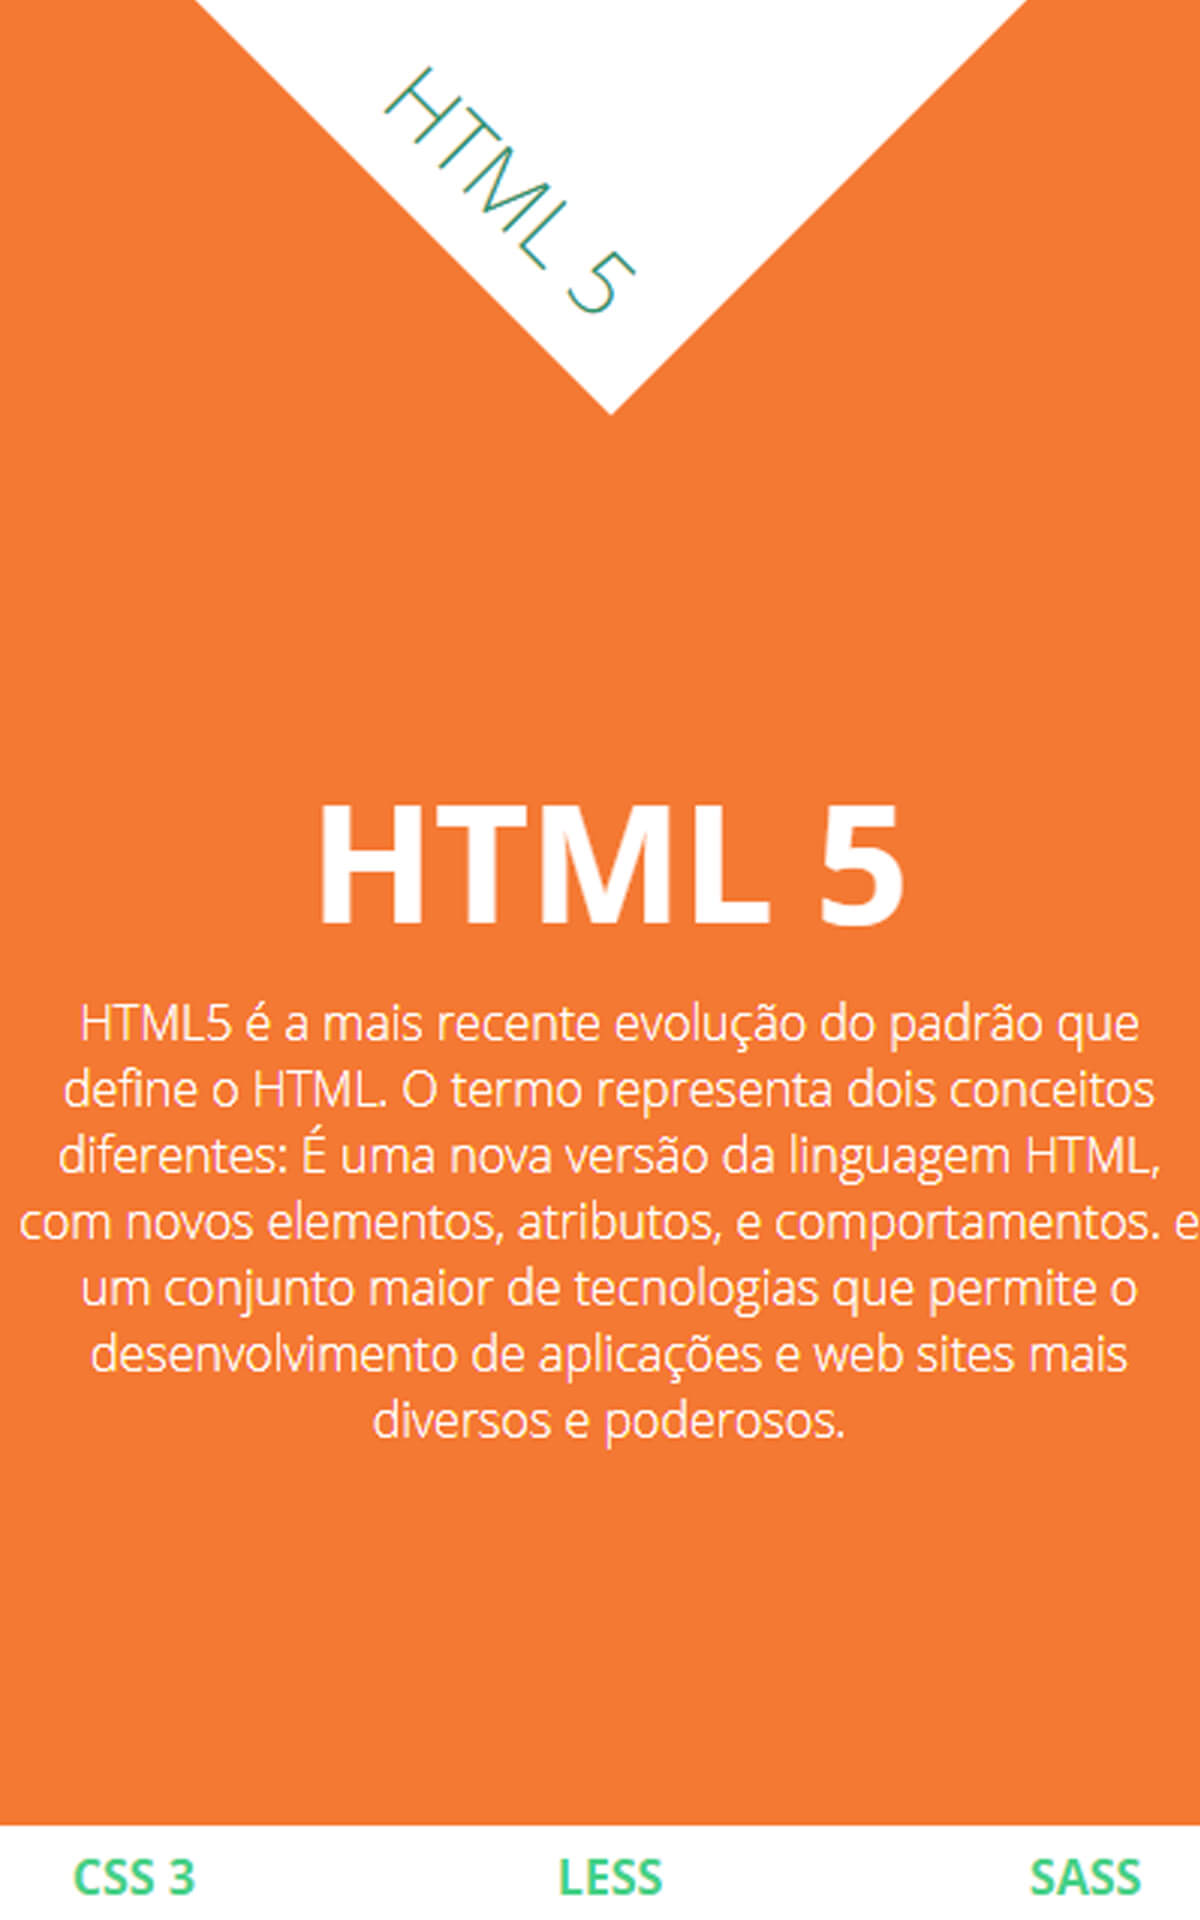 HTML 5
HTML 5
HTML5 é a mais recente evolução do padrão que
define o HTML. O termo representa dois conceitos
diferentes: É uma nova versão da linguagem HTML,
com novos elementos, atributos, e comportamentos. e
um conjunto maior de tecnologias que permite o
desenvolvimento de aplicações e web sites mais
diversos e poderosos.
CSS 3 LESS SASS